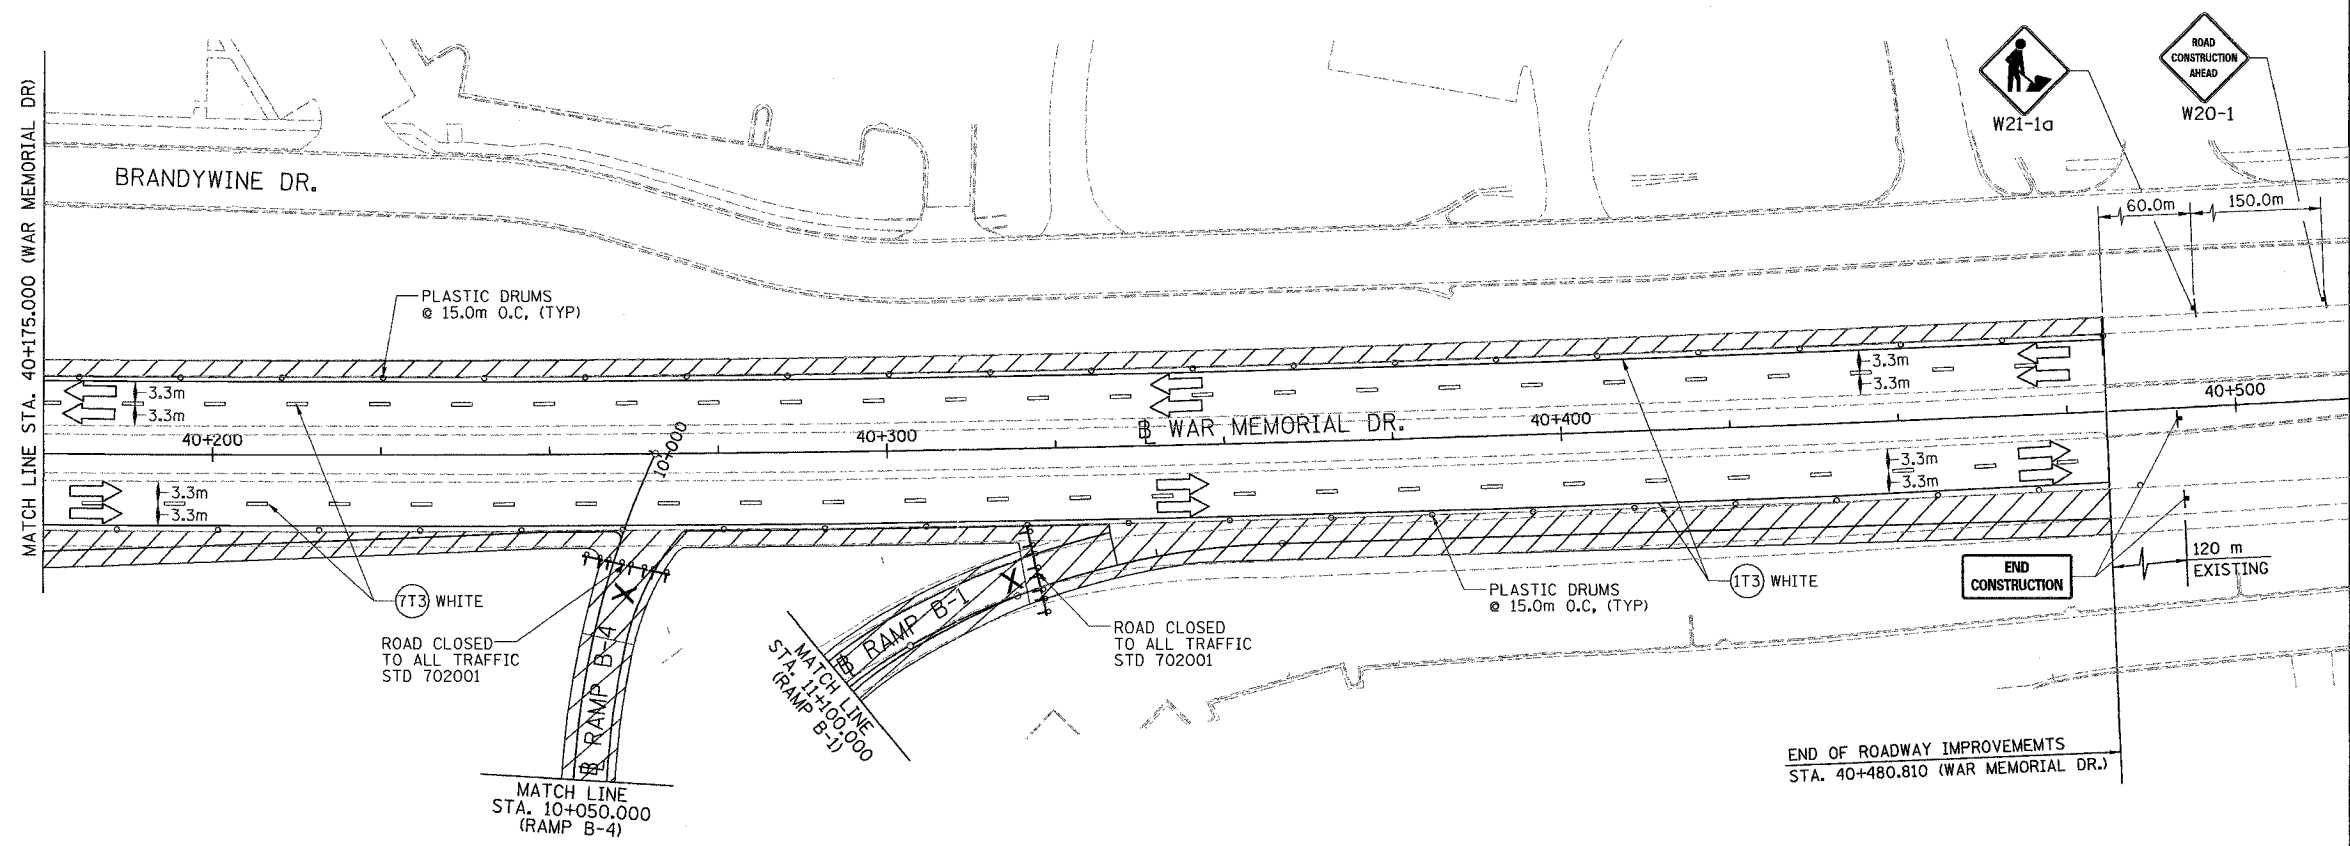 MATCH LINE STA. 40+175.000 (WAR MEMORIAL DR)
BRANDYWINE DR.
W21-1a
ROAD
CONSTRUCTION
AHEAD
W20-1
60.0m
150.0m
PLASTIC DRUMS
@ 15.0m O.C. (TYP)
3.3m
3.3m
3.3m
3.3m
40+200
10+000
40+300
B WAR MEMORIAL DR.
40+400
40+500
3.3m
3.3m
3.3m
3.3m
7T3 WHITE
ROAD CLOSED
TO ALL TRAFFIC
STD 702001
B RAMP B-4
MATCH LINE
STA. 10+050.000
(RAMP B-4)
B RAMP B-1
MATCH LINE
STA. 11+100.000
(RAMP B-1)
ROAD CLOSED
TO ALL TRAFFIC
STD 702001
PLASTIC DRUMS
@ 15.0m O.C. (TYP)
1T3 WHITE
END
CONSTRUCTION
120 m
EXISTING
END OF ROADWAY IMPROVEMEMTS
STA. 40+480.810 (WAR MEMORIAL DR.)